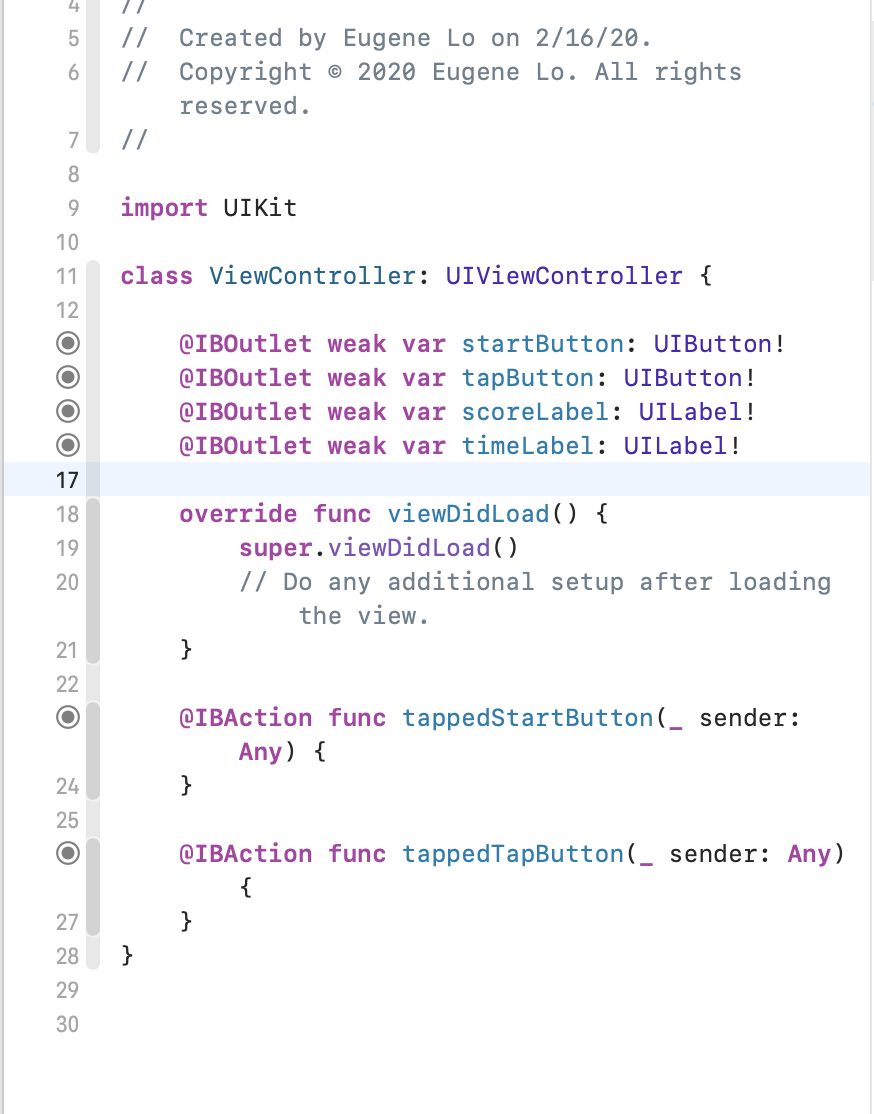 4 //
5 // Created by Eugene Lo on 2/16/20.
6 // Copyright © 2020 Eugene Lo. All rights
reserved.
7 //
8
9 import UIKit
10
11 class ViewController: UIViewController {
12
@IBOutlet weak var startButton: UIButton!
@IBOutlet weak var tapButton: UIButton!
@IBOutlet weak var scoreLabel: UILabel!
@IBOutlet weak var timeLabel: UILabel!
17
18 override func viewDidLoad() {
19 super.viewDidLoad()
20 // Do any additional setup after loading
the view.
21 }
22
@IBAction func tappedStartButton(_ sender:
Any) {
24 }
25
@IBAction func tappedTapButton(_ sender: Any)
{
27 }
28 }
29
30